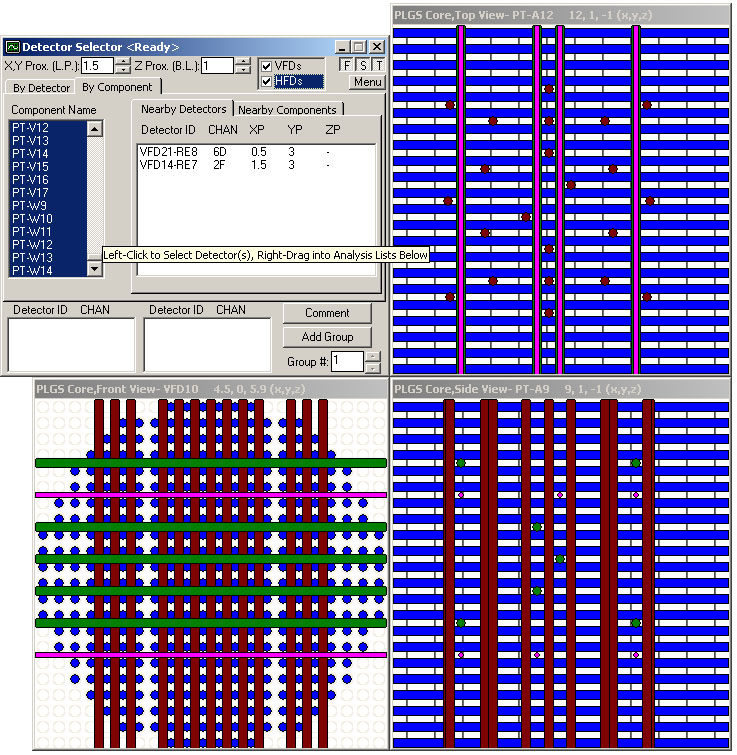 PLGS Core,Top View- PT-A12 12, 1, -1 (x,y,z)
Detector Selector <Ready>
X,Y Prox. (L.P.): 1.5 Z Prox. (B.L.): 1 VFDs F S T
HFDs Menu
By Detector By Component
Component Name
PT-V12
PT-V13
PT-V14
PT-V15
PT-V16
PT-V17
PT-W9
PT-W10
PT-W11
PT-W12
PT-W13
PT-W14
Nearby Detectors Nearby Components
Detector ID CHAN XP YP ZP
VFD21-RE8 6D 0.5 3 -
VFD14-RE7 2F 1.5 3 -
Left-Click to Select Detector(s), Right-Drag into Analysis Lists Below
Detector ID CHAN Detector ID CHAN Comment
Add Group
Group #: 1
PLGS Core,Front View- VFD10 4.5, 0, 5.9 (x,y,z)
PLGS Core,Side View- PT-A9 9, 1, -1 (x,y,z)